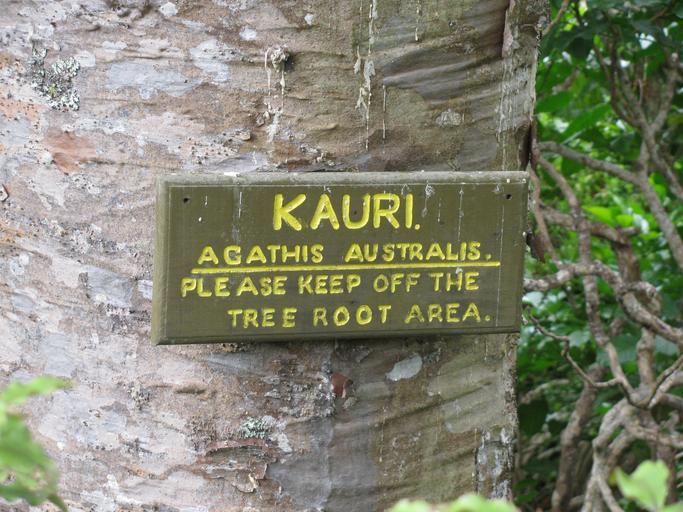 KAURI.
AGATHIS AUSTRALIS.
PLEASE KEEP OFF THE
TREE ROOT AREA.